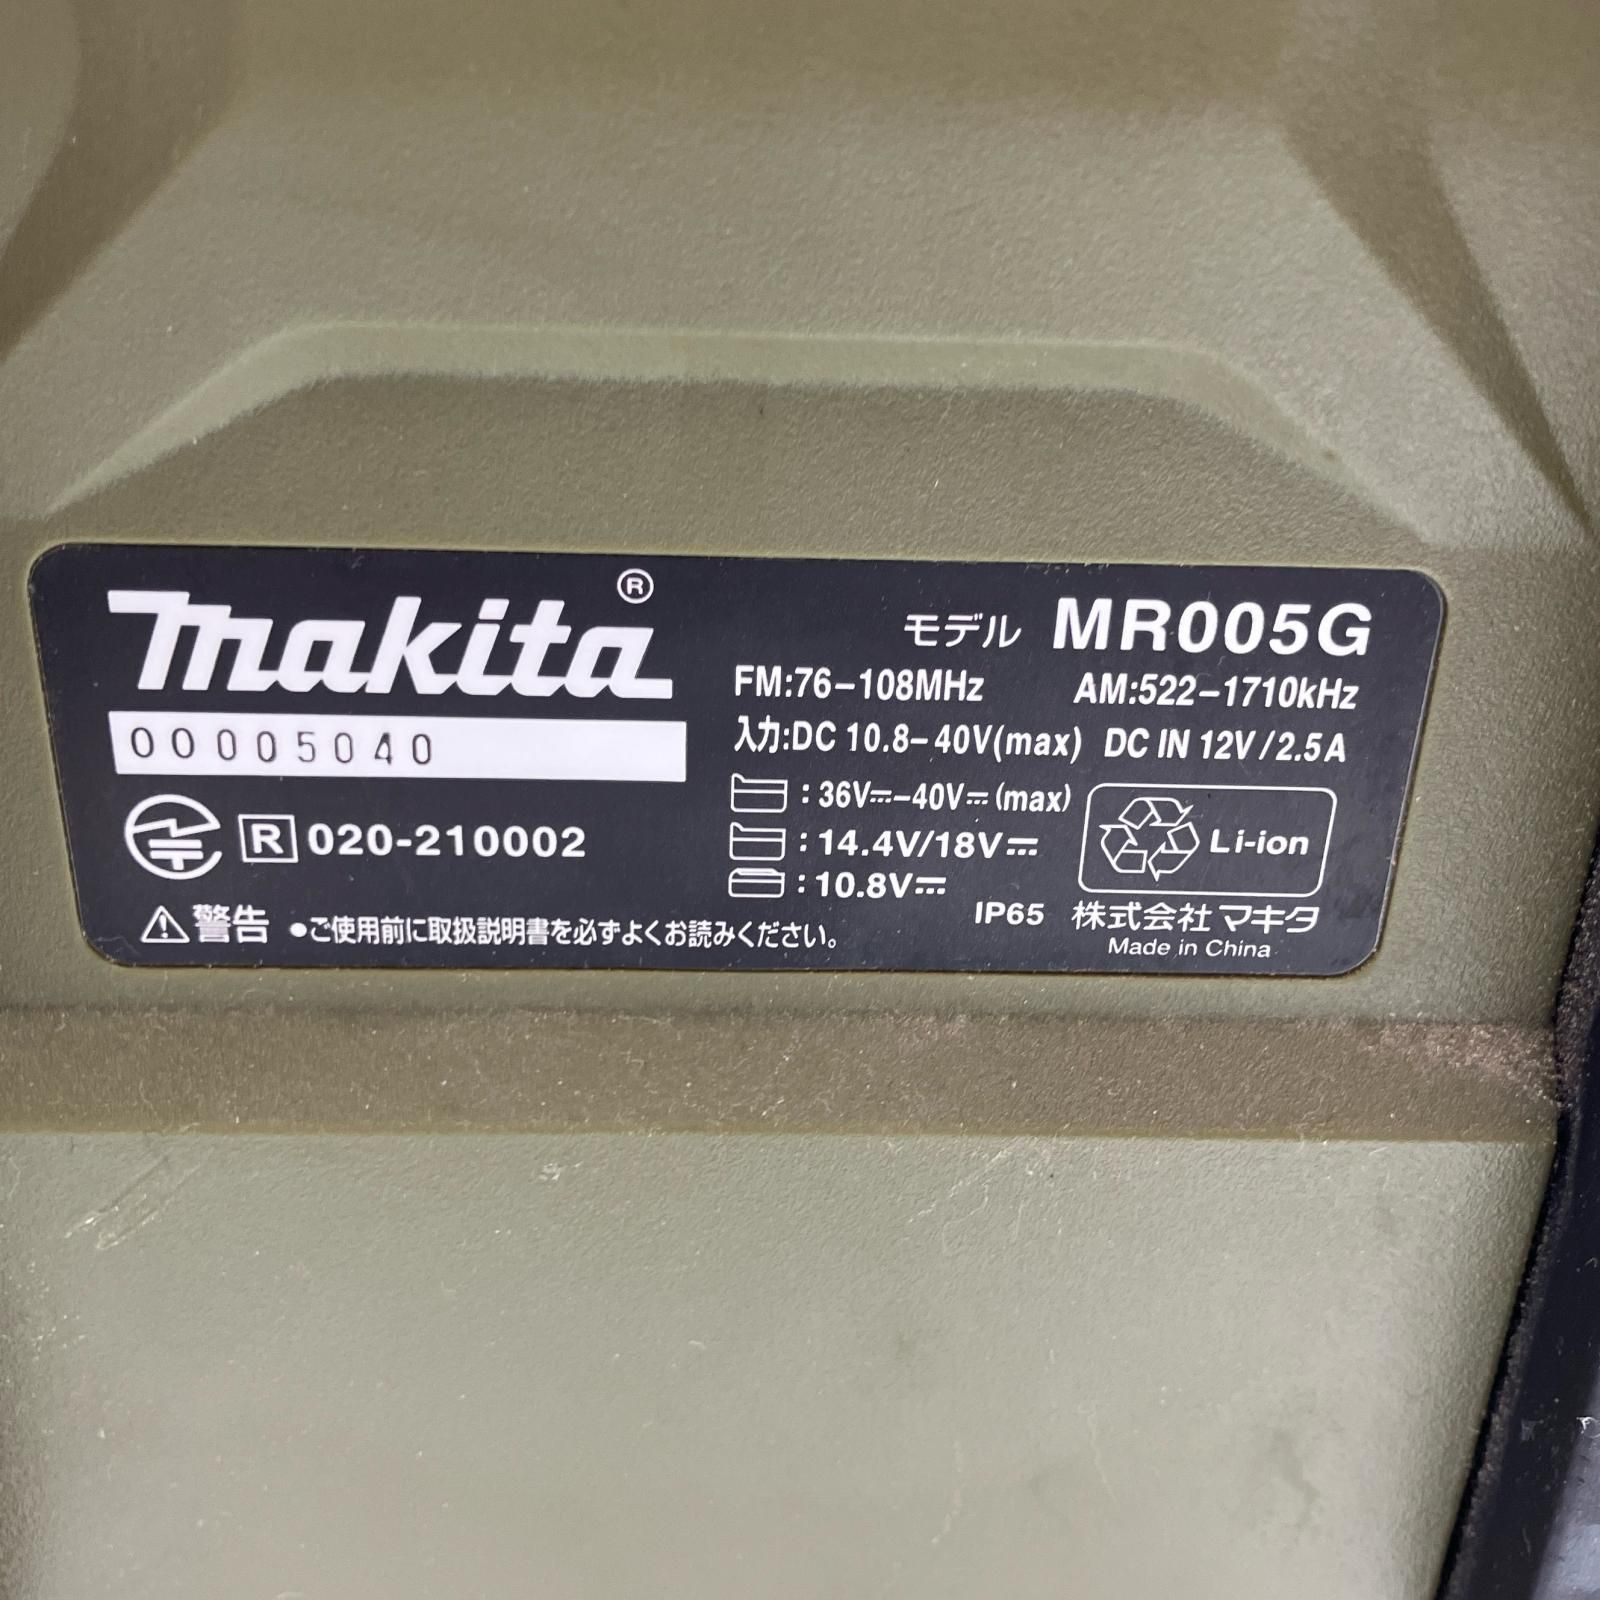 makita®
00005040
R 020-210002
⚠警告 ●ご使用前に取扱説明書を必ずよくお読みください。
モデル MR005G
FM:76-108MHz AM:522-1710kHz
入力:DC 10.8-40V(max) DC IN 12V/2.5A
:36V⎓-40V⎓(max)
:14.4V/18V⎓
:10.8V⎓
Li-ion
IP65 株式会社マキタ
Made in China